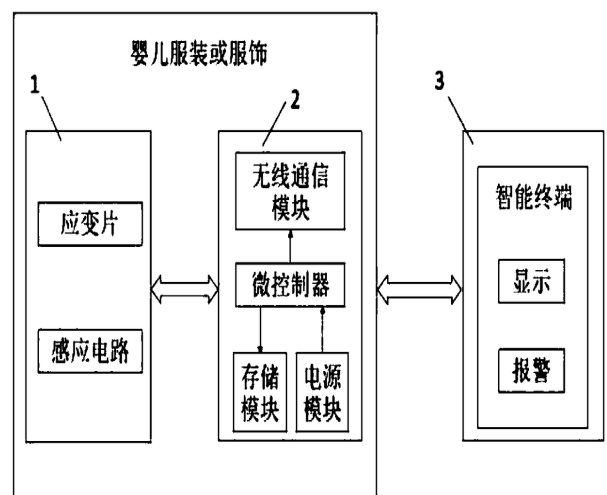 婴儿服装或服饰
1
应变片
感应电路
2
无线通信
模块
微控制器
存储
模块
电源
模块
3
智能终端
显示
报警